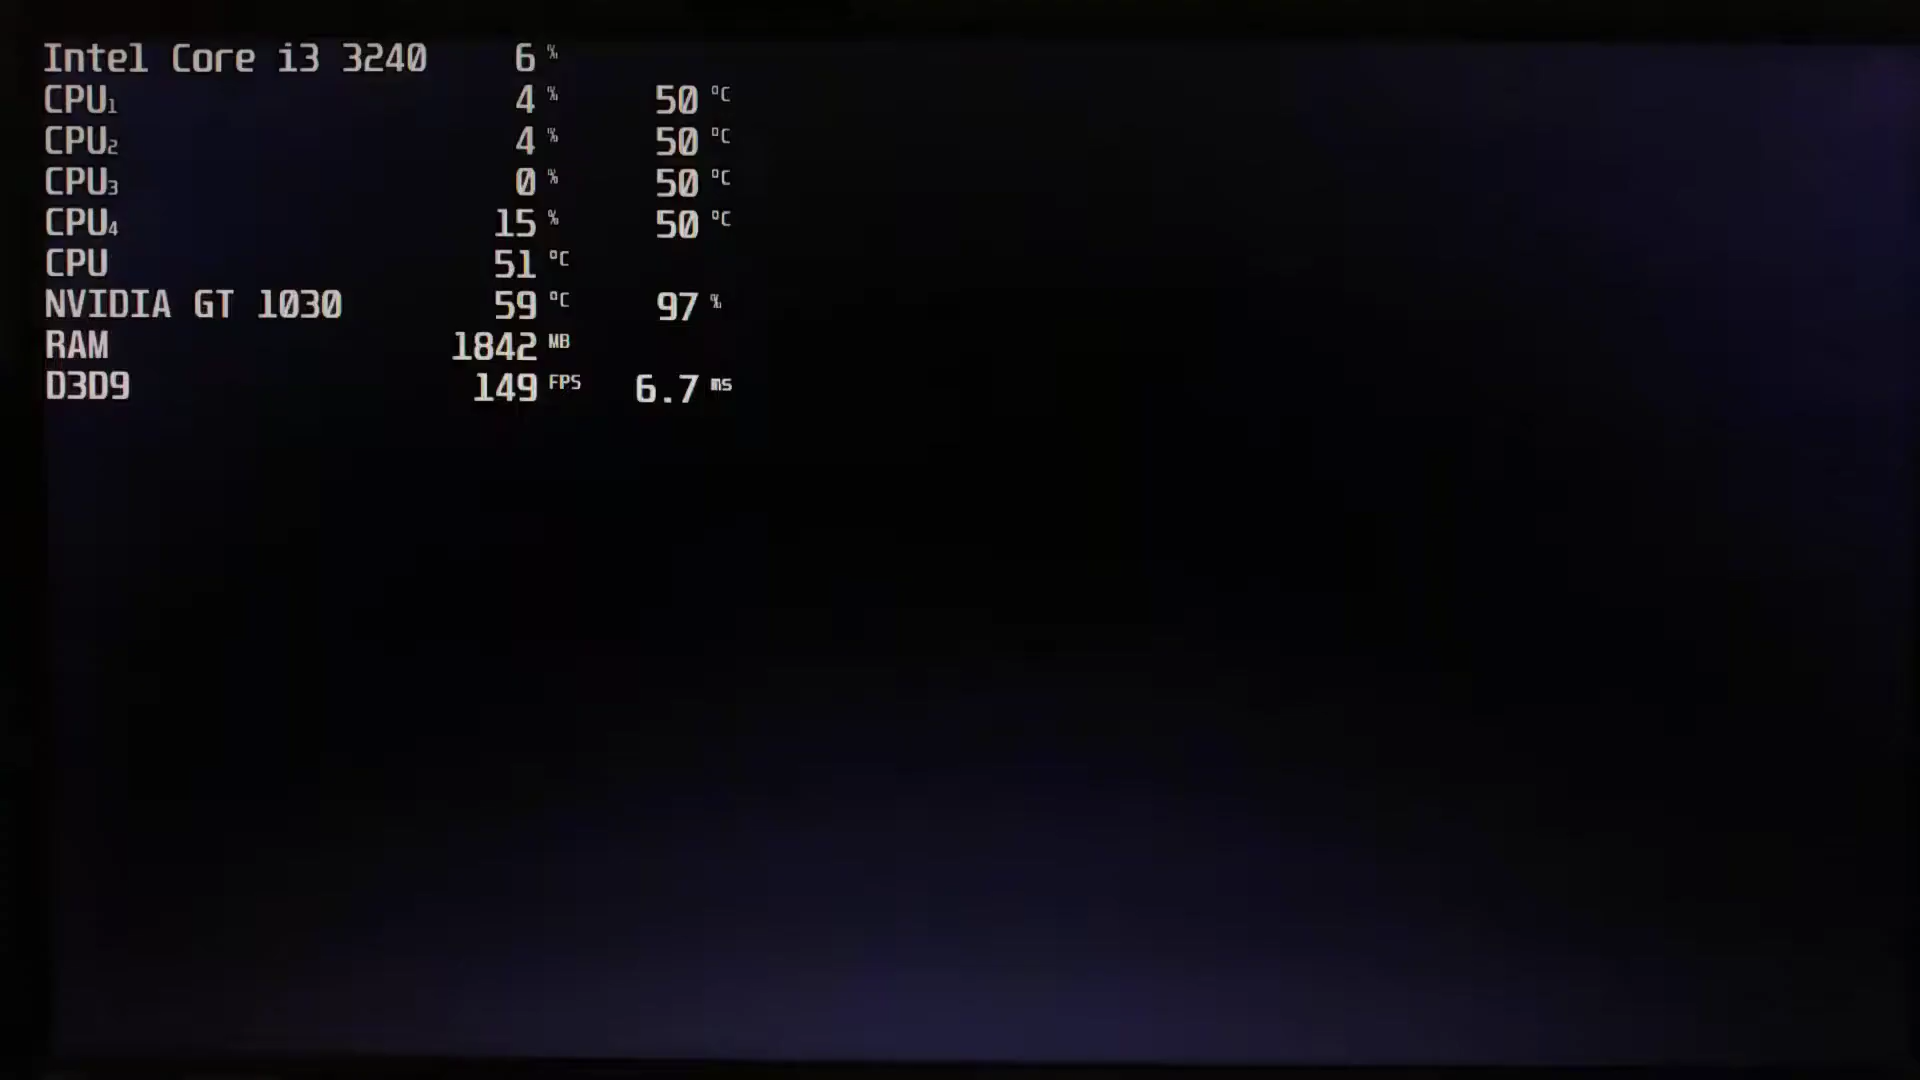 Intel Core i3 3240 6 %
CPU1 4 % 50 °C
CPU2 4 % 50 °C
CPU3 0 % 50 °C
CPU4 15 % 50 °C
CPU 51 °C
NVIDIA GT 1030 59 °C 97 %
RAM 1842 MB
D3D9 149 FPS 6.7 ms